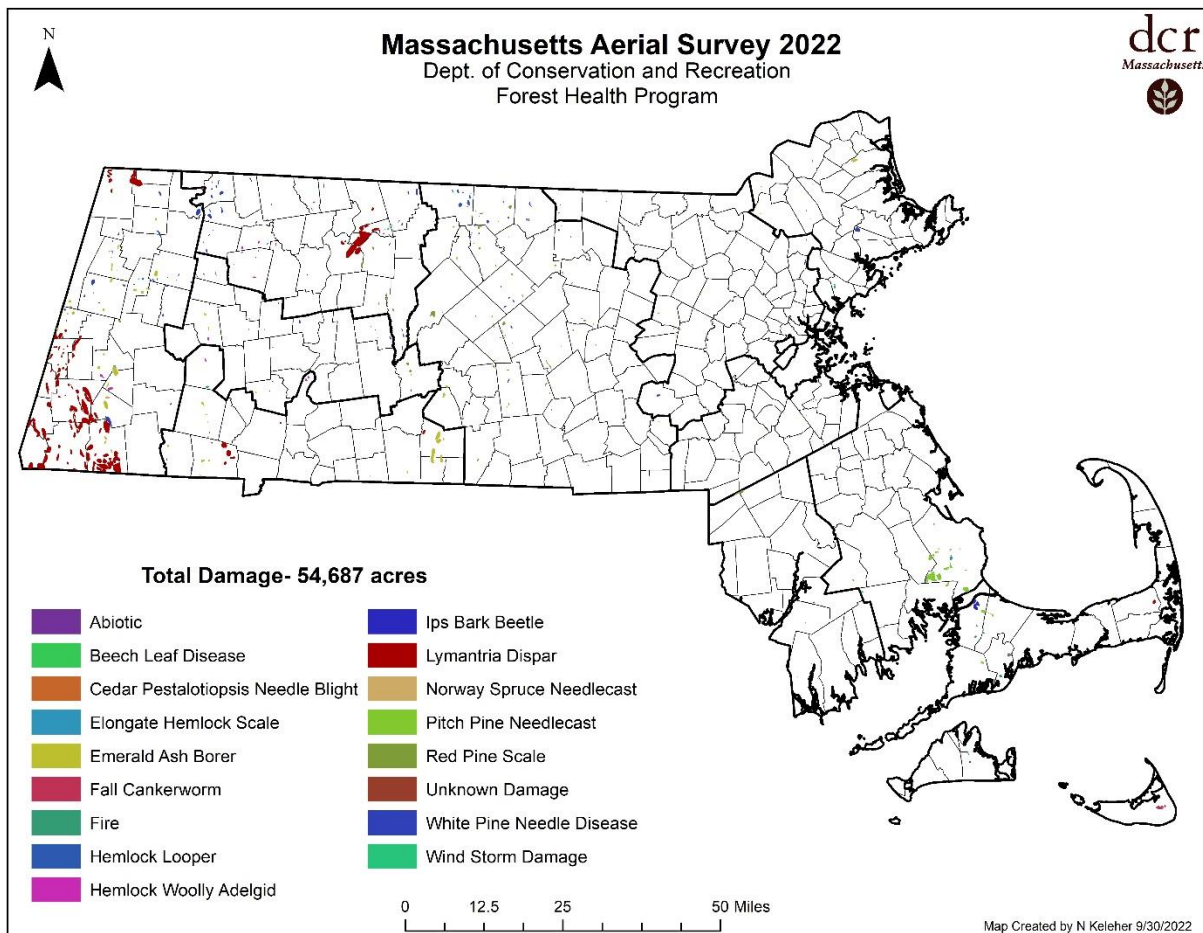 N
Massachusetts Aerial Survey 2022
Dept. of Conservation and Recreation
Forest Health Program
dcr
Massachusetts
Total Damage- 54,687 acres
Abiotic
Beech Leaf Disease
Cedar Pestalotiopsis Needle Blight
Elongate Hemlock Scale
Emerald Ash Borer
Fall Cankerworm
Fire
Hemlock Looper
Hemlock Woolly Adelgid
Ips Bark Beetle
Lymantria Dispar
Norway Spruce Needlecast
Pitch Pine Needlecast
Red Pine Scale
Unknown Damage
White Pine Needle Disease
Wind Storm Damage
0 12.5 25 50 Miles
Map Created by N Keleher 9/30/2022